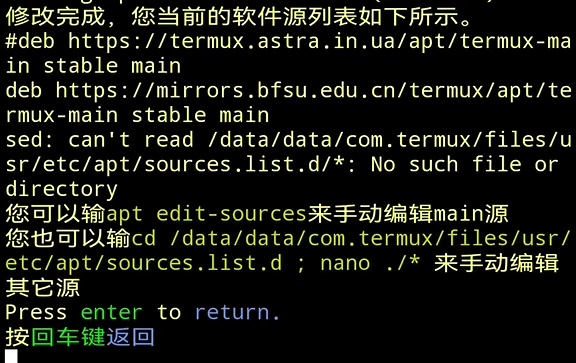 修改完成，您当前的软件源列表如下所示。
#deb https://termux.astra.in.ua/apt/termux-ma
in stable main
deb https://mirrors.bfsu.edu.cn/termux/apt/te
rmux-main stable main
sed: can't read /data/data/com.termux/files/u
sr/etc/apt/sources.list.d/*: No such file or
directory
您可以输apt edit-sources来手动编辑main源
您也可以输cd /data/data/com.termux/files/usr/
etc/apt/sources.list.d ; nano ./* 来手动编辑
其它源
Press enter to return.
按回车键返回